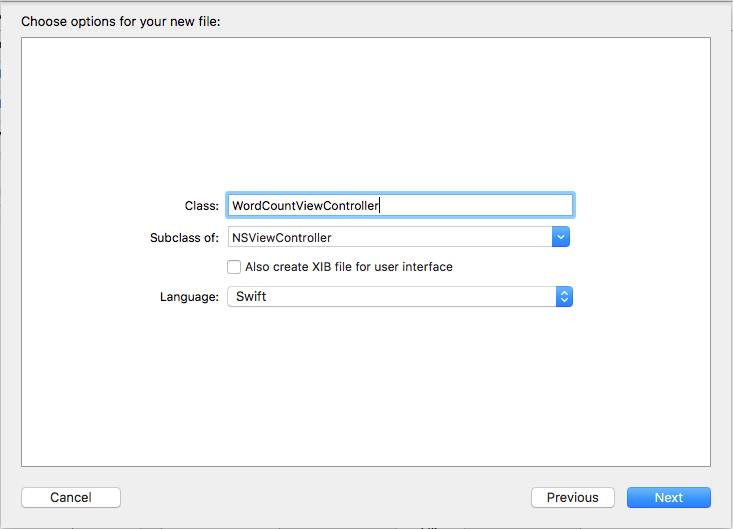 Choose options for your new file:
Class: WordCountViewController
Subclass of: NSViewController
Also create XIB file for user interface
Language: Swift
Cancel Previous Next